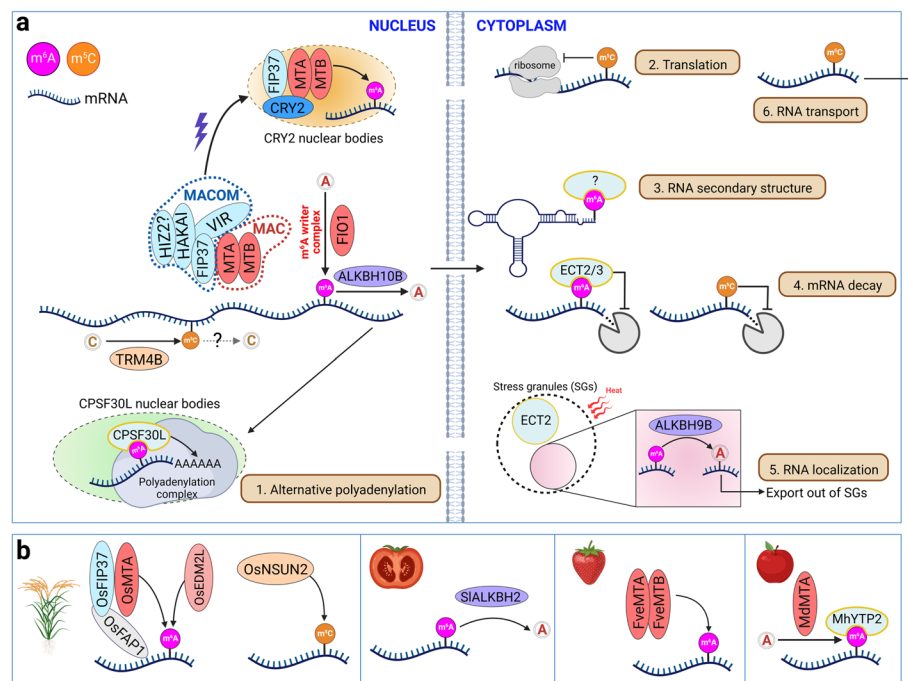 a
NUCLEUS
CYTOPLASM
m⁶A
m⁵C
mRNA
FIP37
MTA
MTB
CRY2
m⁶A
CRY2 nuclear bodies
MACOM
HIZ2?
HAKAI
VIR
FIP37
MAC
MTA
MTB
A
m⁶A writer
complex
FIO1
ALKBH10B
m⁶A
A
C
m⁵C
?
C
TRM4B
CPSF30L nuclear bodies
CPSF30L
m⁶A
AAAAAA
Polyadenylation
complex
1. Alternative polyadenylation
ribosome
m⁵C
2. Translation
m⁵C
6. RNA transport
?
m⁶A
3. RNA secondary structure
ECT2/3
m⁶A
m⁵C
4. mRNA decay
Stress granules (SGs)
Heat
ECT2
ALKBH9B
m⁶A
A
5. RNA localization
Export out of SGs
b
OsFIP37
OsMTA
OsFAP1
OsEDM2L
m⁶A
OsNSUN2
m⁵C
SlALKBH2
m⁶A
A
FveMTA
FveMTB
m⁶A
MdMTA
MhYTP2
A
m⁶A